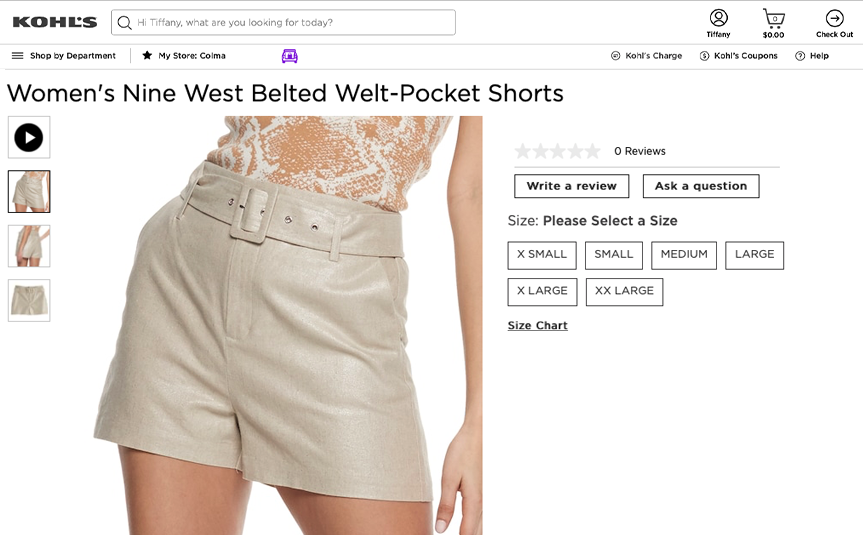 KOHL'S
Hi Tiffany, what are you looking for today?
Tiffany
0
$0.00
Check Out
Shop by Department
My Store: Colma
Kohl's Charge
$
Kohl's Coupons
?
Help
Women's Nine West Belted Welt-Pocket Shorts
0 Reviews
Write a review
Ask a question
Size: Please Select a Size
X SMALL
SMALL
MEDIUM
LARGE
X LARGE
XX LARGE
Size Chart